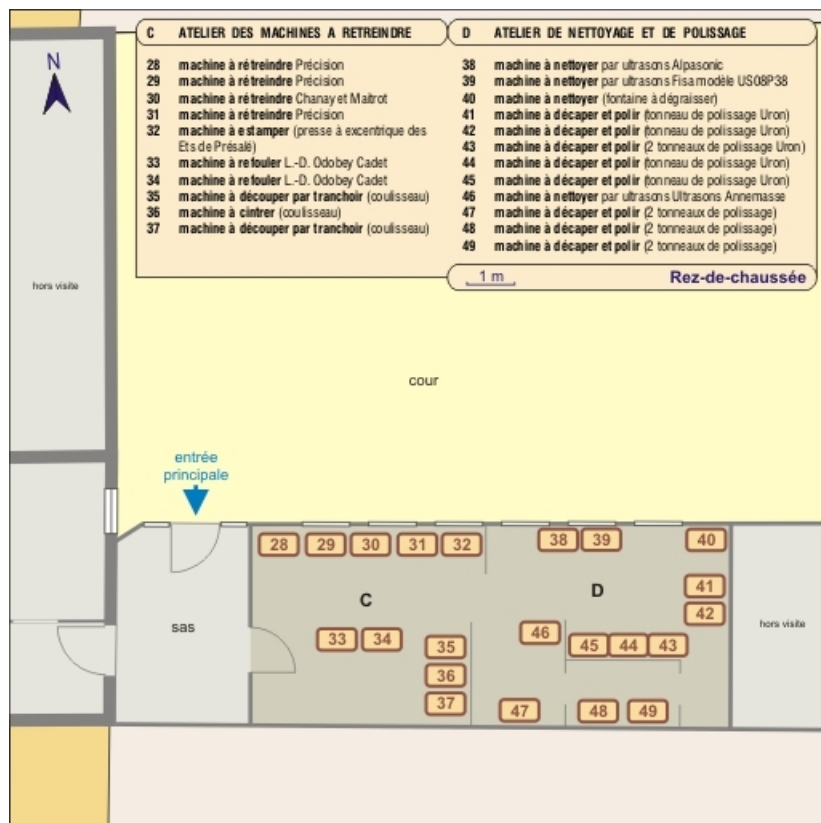 C ATELIER DES MACHINES A RETREINDRE
28 machine à rétreindre Précision
29 machine à rétreindre Précision
30 machine à rétreindre Chanay et Maitrot
31 machine à rétreindre Précision
32 machine à estamper (presse à excentrique des
Ets de Présalé)
33 machine à refouler L.-D. Odobey Cadet
34 machine à refouler L.-D. Odobey Cadet
35 machine à découper par tranchoir (coulisseau)
36 machine à cintrer (coulisseau)
37 machine à découper par tranchoir (coulisseau)
D ATELIER DE NETTOYAGE ET DE POLISSAGE
38 machine à nettoyer par ultrasons Alpasonic
39 machine à nettoyer par ultrasons Fisa modèle US08P38
40 machine à nettoyer (fontaine à dégraisser)
41 machine à décaper et polir (tonneau de polissage Uron)
42 machine à décaper et polir (tonneau de polissage Uron)
43 machine à décaper et polir (2 tonneaux de polissage Uron)
44 machine à décaper et polir (tonneau de polissage Uron)
45 machine à décaper et polir (tonneau de polissage Uron)
46 machine à nettoyer par ultrasons Ultrasons Annemasse
47 machine à décaper et polir (2 tonneaux de polissage)
48 machine à décaper et polir (2 tonneaux de polissage)
49 machine à décaper et polir (2 tonneaux de polissage)
1 m Rez-de-chaussée
N
hors visite
cour
entrée
principale
28 29 30 31 32 38 39 40
41
C D
42
sas hors visite
33 34 35 46 45 44 43
36
37 47 48 49